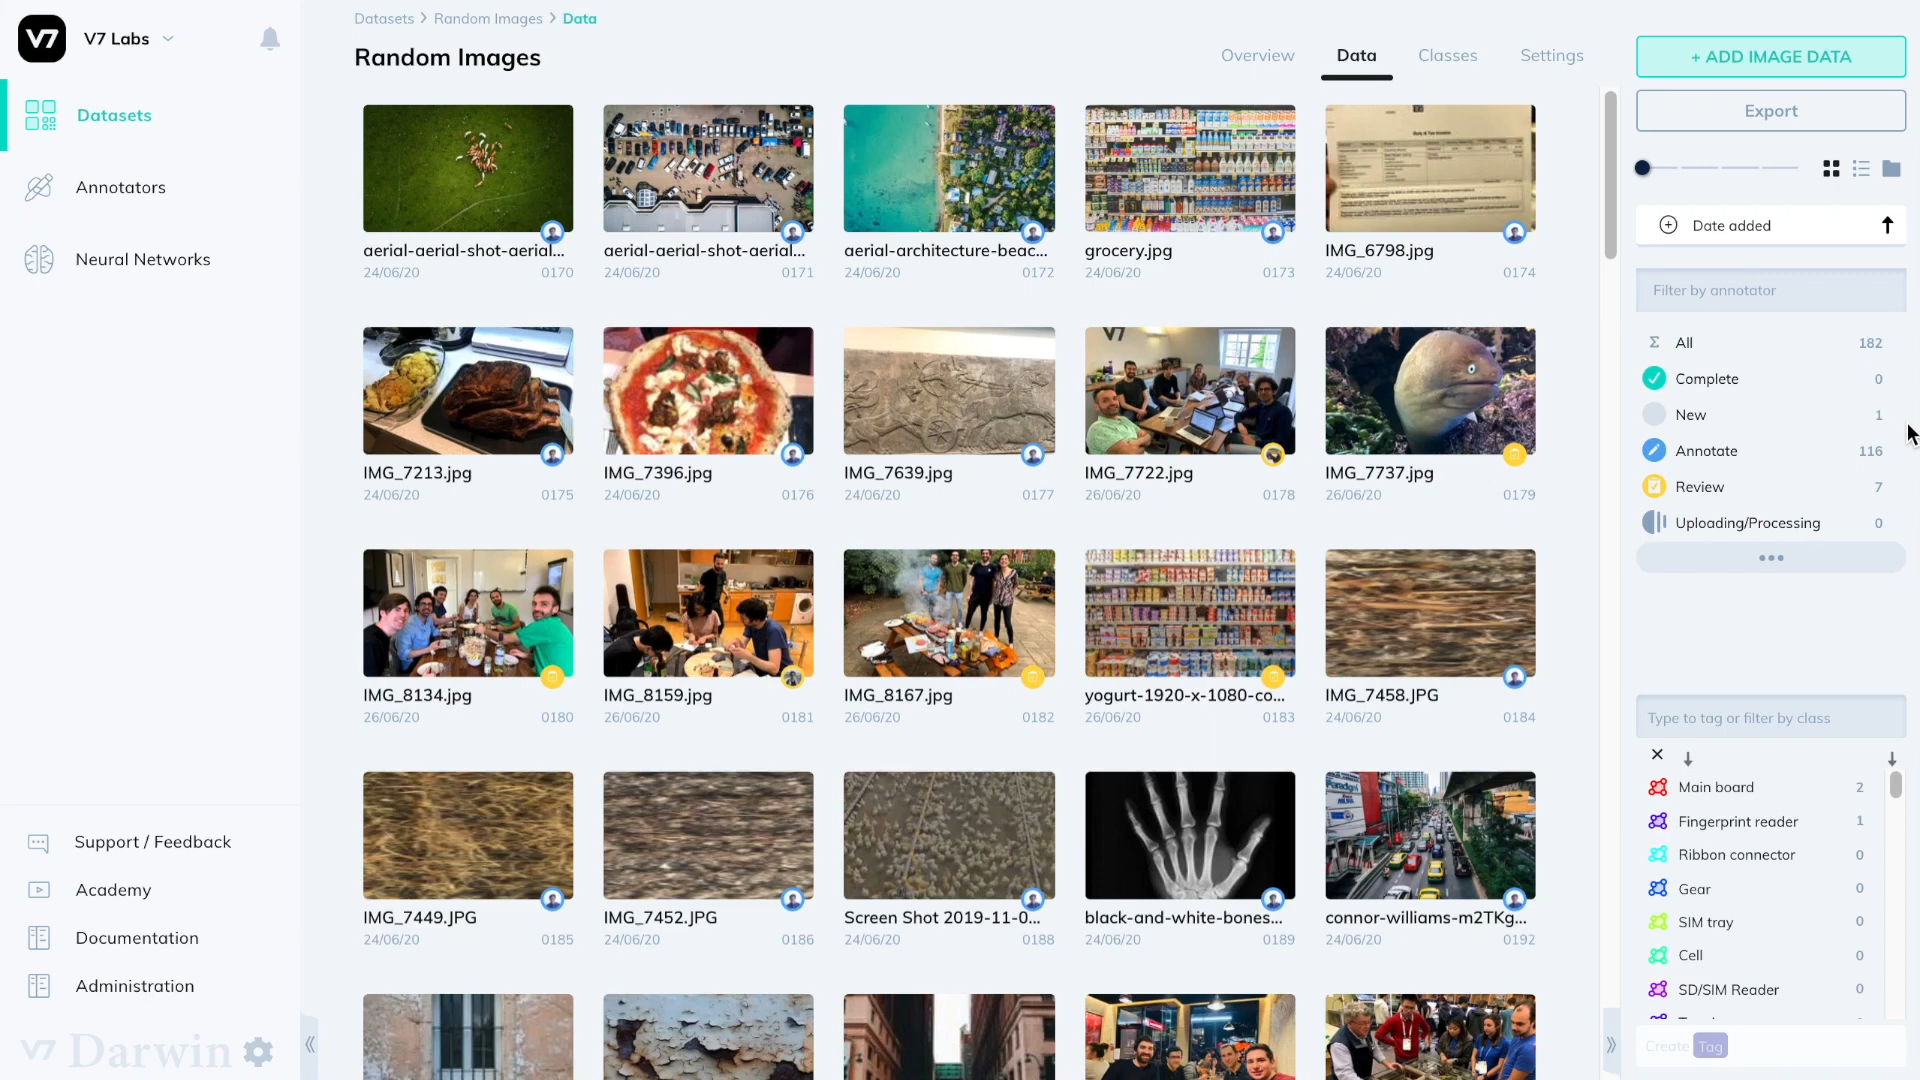 V7 Labs
Datasets
Annotators
Neural Networks
Support / Feedback
Academy
Documentation
Administration
V7 Darwin
Datasets > Random Images > Data
Random Images
Overview
Data
Classes
Settings
aerial-aerial-shot-aerial...
24/06/20 0170
aerial-aerial-shot-aerial...
24/06/20 0171
aerial-architecture-beac...
24/06/20 0172
grocery.jpg
24/06/20 0173
IMG_6798.jpg
24/06/20 0174
IMG_7213.jpg
24/06/20 0175
IMG_7396.jpg
24/06/20 0176
IMG_7639.jpg
24/06/20 0177
V7
IMG_7722.jpg
26/06/20 0178
IMG_7737.jpg
26/06/20 0179
IMG_8134.jpg
26/06/20 0180
IMG_8159.jpg
26/06/20 0181
IMG_8167.jpg
26/06/20 0182
yogurt-1920-x-1080-co...
26/06/20 0183
IMG_7458.JPG
24/06/20 0184
IMG_7449.JPG
24/06/20 0185
IMG_7452.JPG
24/06/20 0186
Screen Shot 2019-11-0...
24/06/20 0188
black-and-white-bones...
24/06/20 0189
connor-williams-m2TKg...
24/06/20 0192
+ ADD IMAGE DATA
Export
Date added
Filter by annotator
All 182
Complete 0
New 1
Annotate 116
Review 7
Uploading/Processing 0
Type to tag or filter by class
Main board 2
Fingerprint reader 1
Ribbon connector 0
Gear 0
SIM tray 0
Cell 0
SD/SIM Reader 0
Create Tag